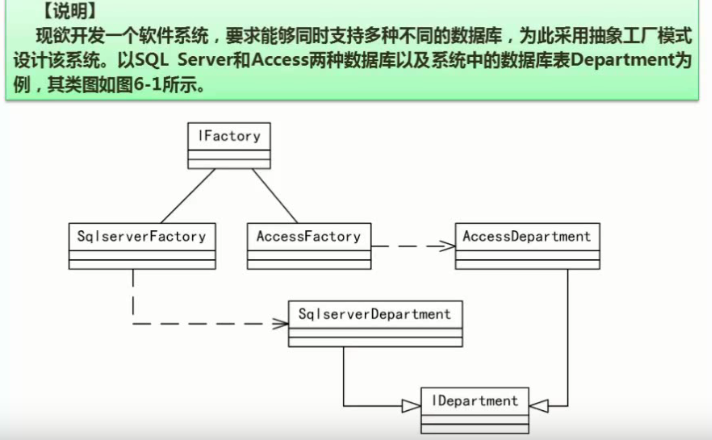 【说明】
现欲开发一个软件系统，要求能够同时支持多种不同的数据库，为此采用抽象工厂模式
设计该系统。以SQL Server和Access两种数据库以及系统中的数据库表Department为
例，其类图如图6-1所示。
IFactory
SqlserverFactory
AccessFactory
AccessDepartment
SqlserverDepartment
IDepartment